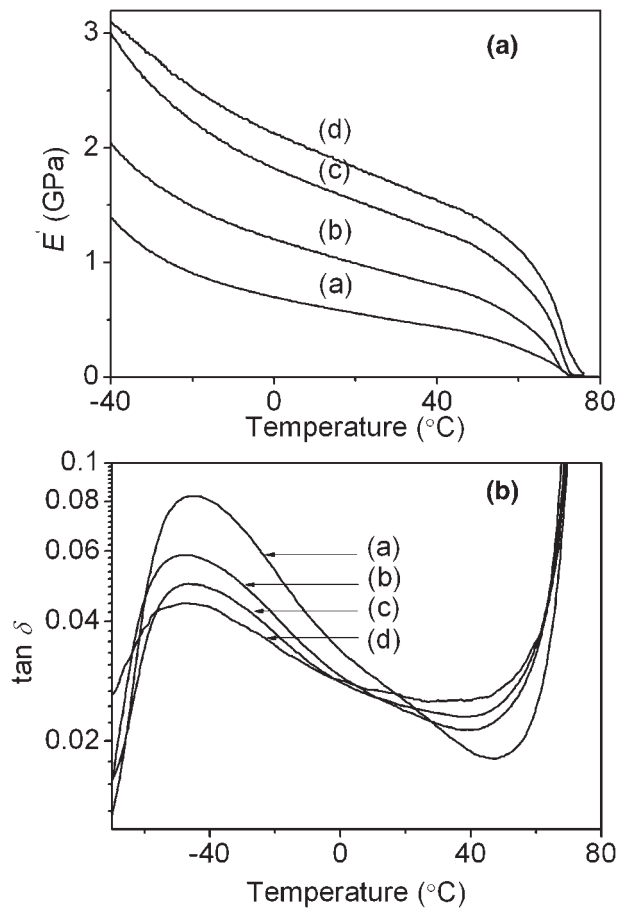 (a)
3
2
1
0
E' (GPa)
(d)
(c)
(b)
(a)
-40
0
40
80
Temperature (°C)
(b)
0.1
0.08
0.06
0.04
0.02
tan δ
(a)
(b)
(c)
(d)
-40
0
40
80
Temperature (°C)